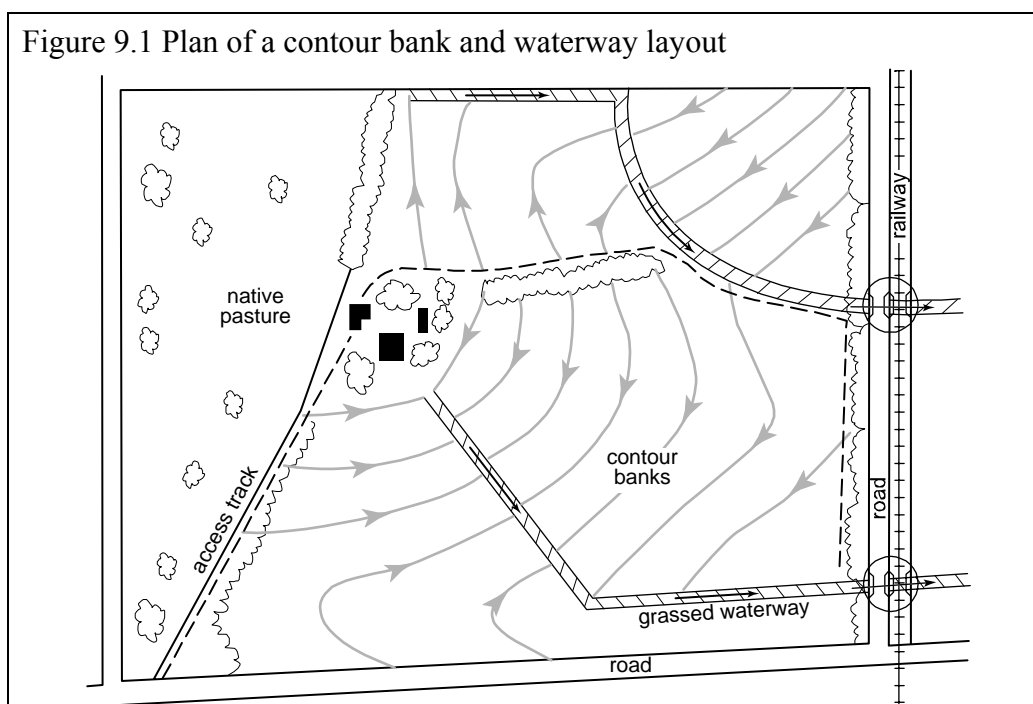 Figure 9.1 Plan of a contour bank and waterway layout
railway
native
pasture
contour
banks
access track
road
grassed waterway
road